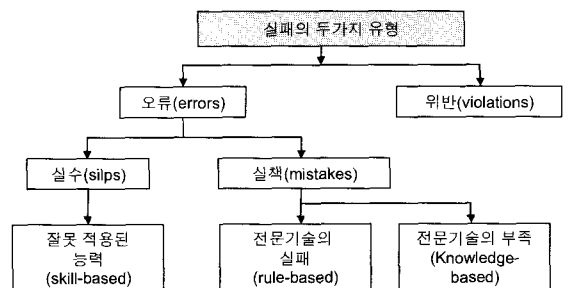 실패의 두가지 유형
오류(errors)
위반(violations)
실수(silps)
실책(mistakes)
잘못 적용된
능력
(skill-based)
전문기술의
실패
(rule-based)
전문기술의 부족
(Knowledge-
based)